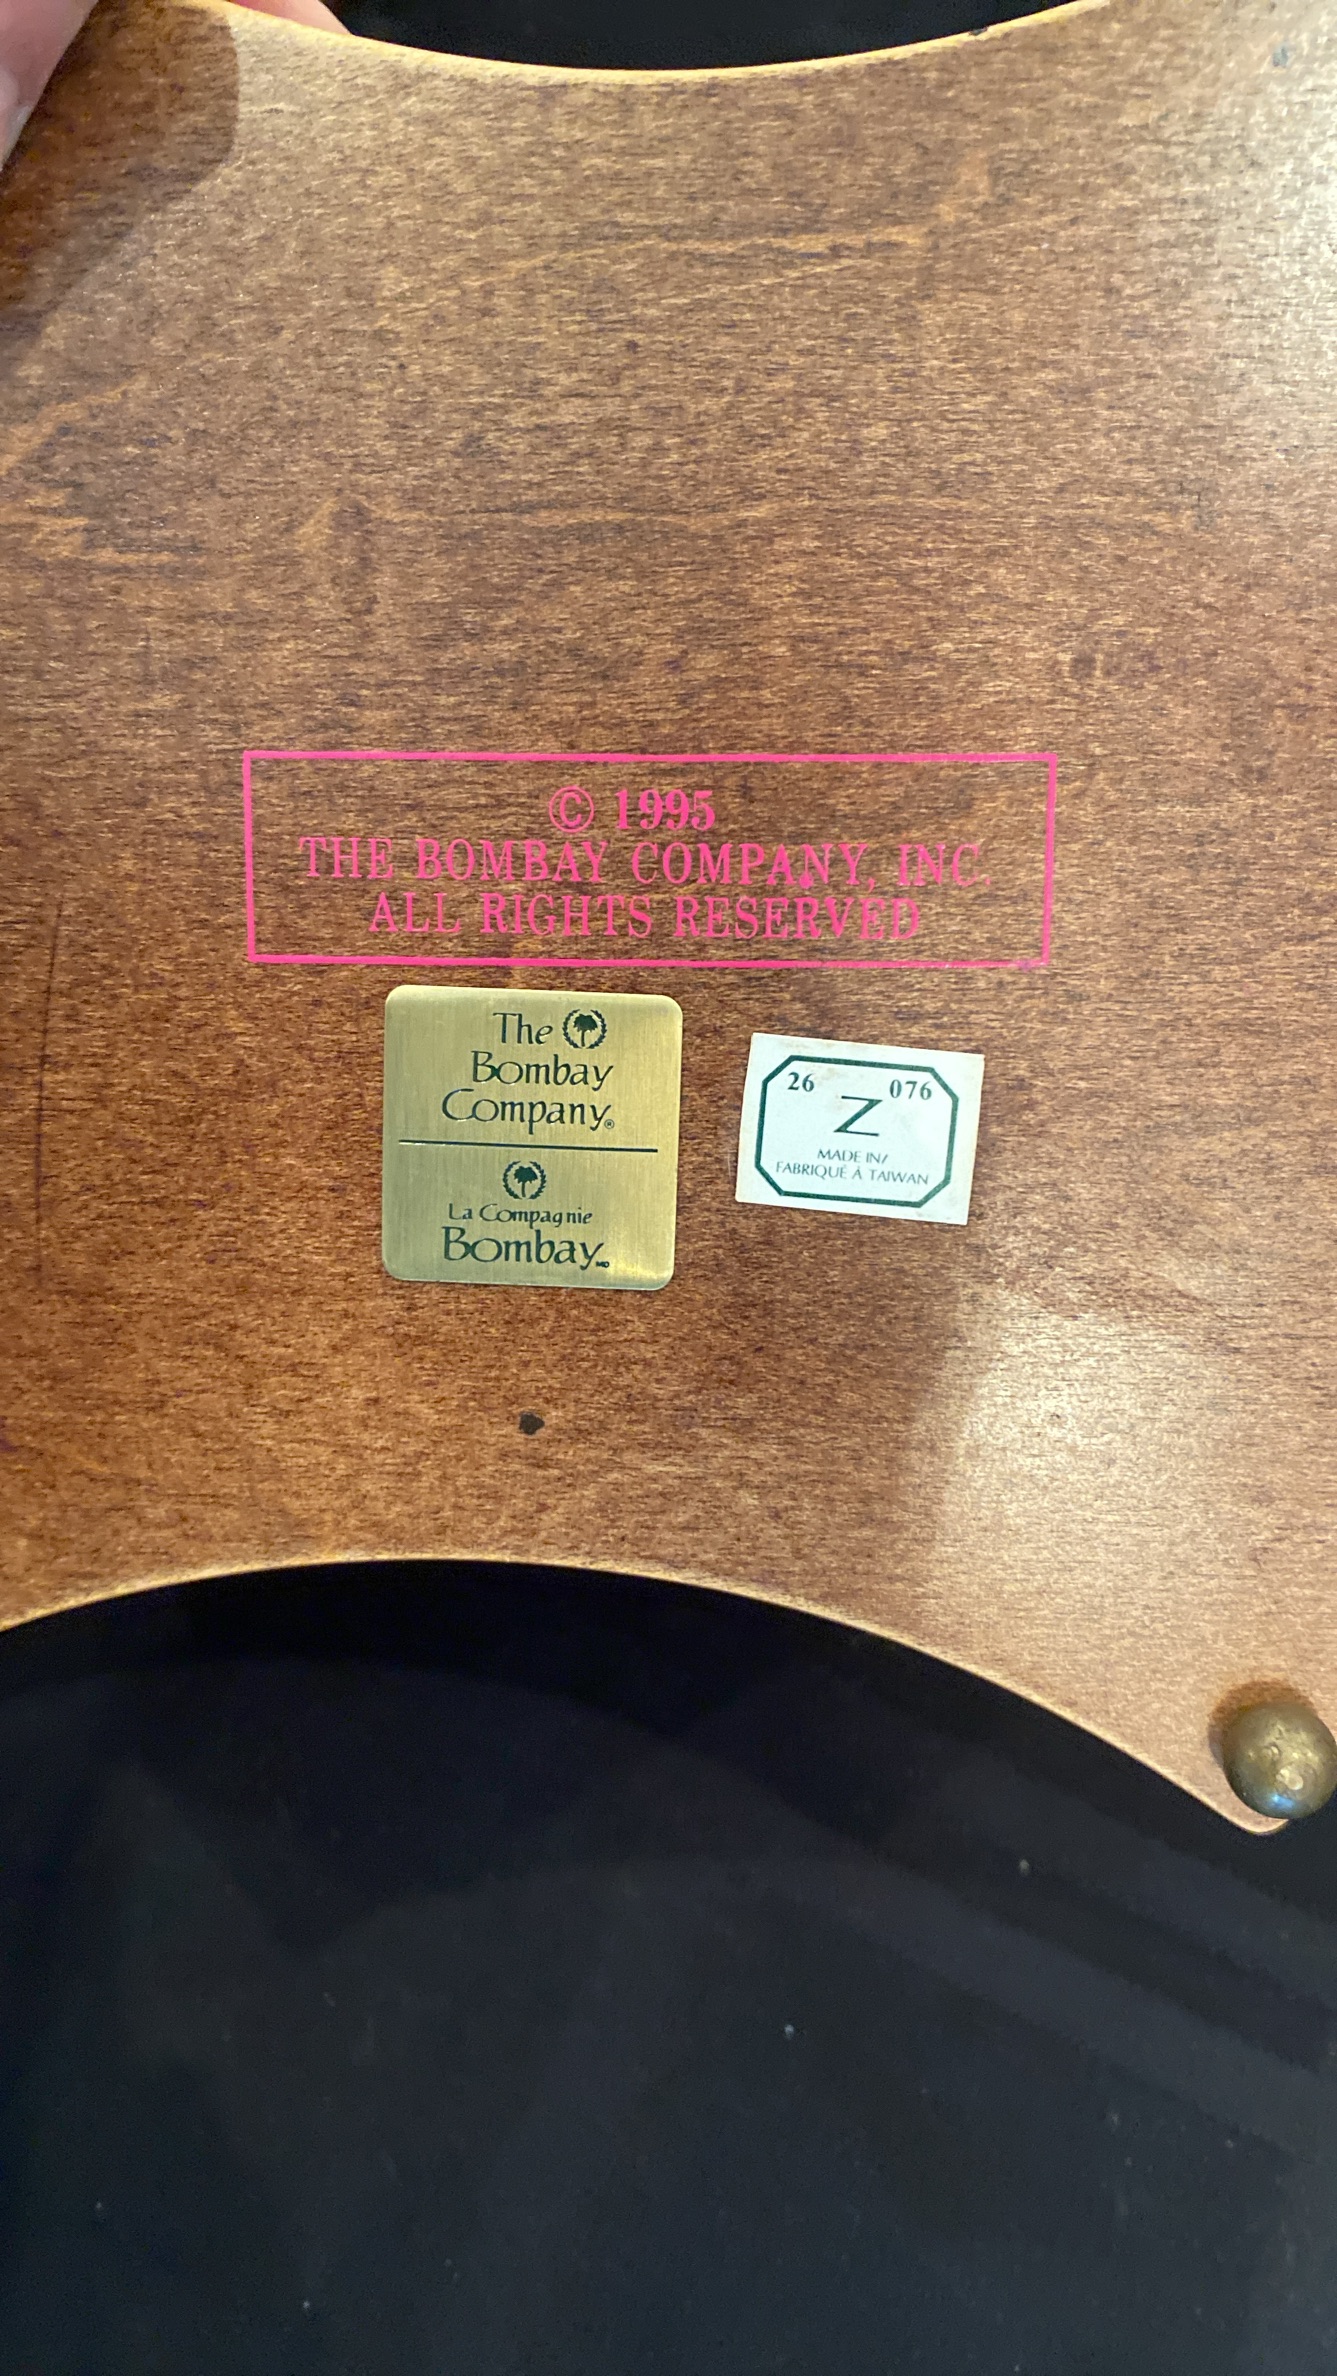 © 1995
THE BOMBAY COMPANY, INC.
ALL RIGHTS RESERVED
The
Bombay
Company®
La Compagnie
Bombay MD
26 076
Z
MADE IN/
FABRIQUÉ À TAIWAN